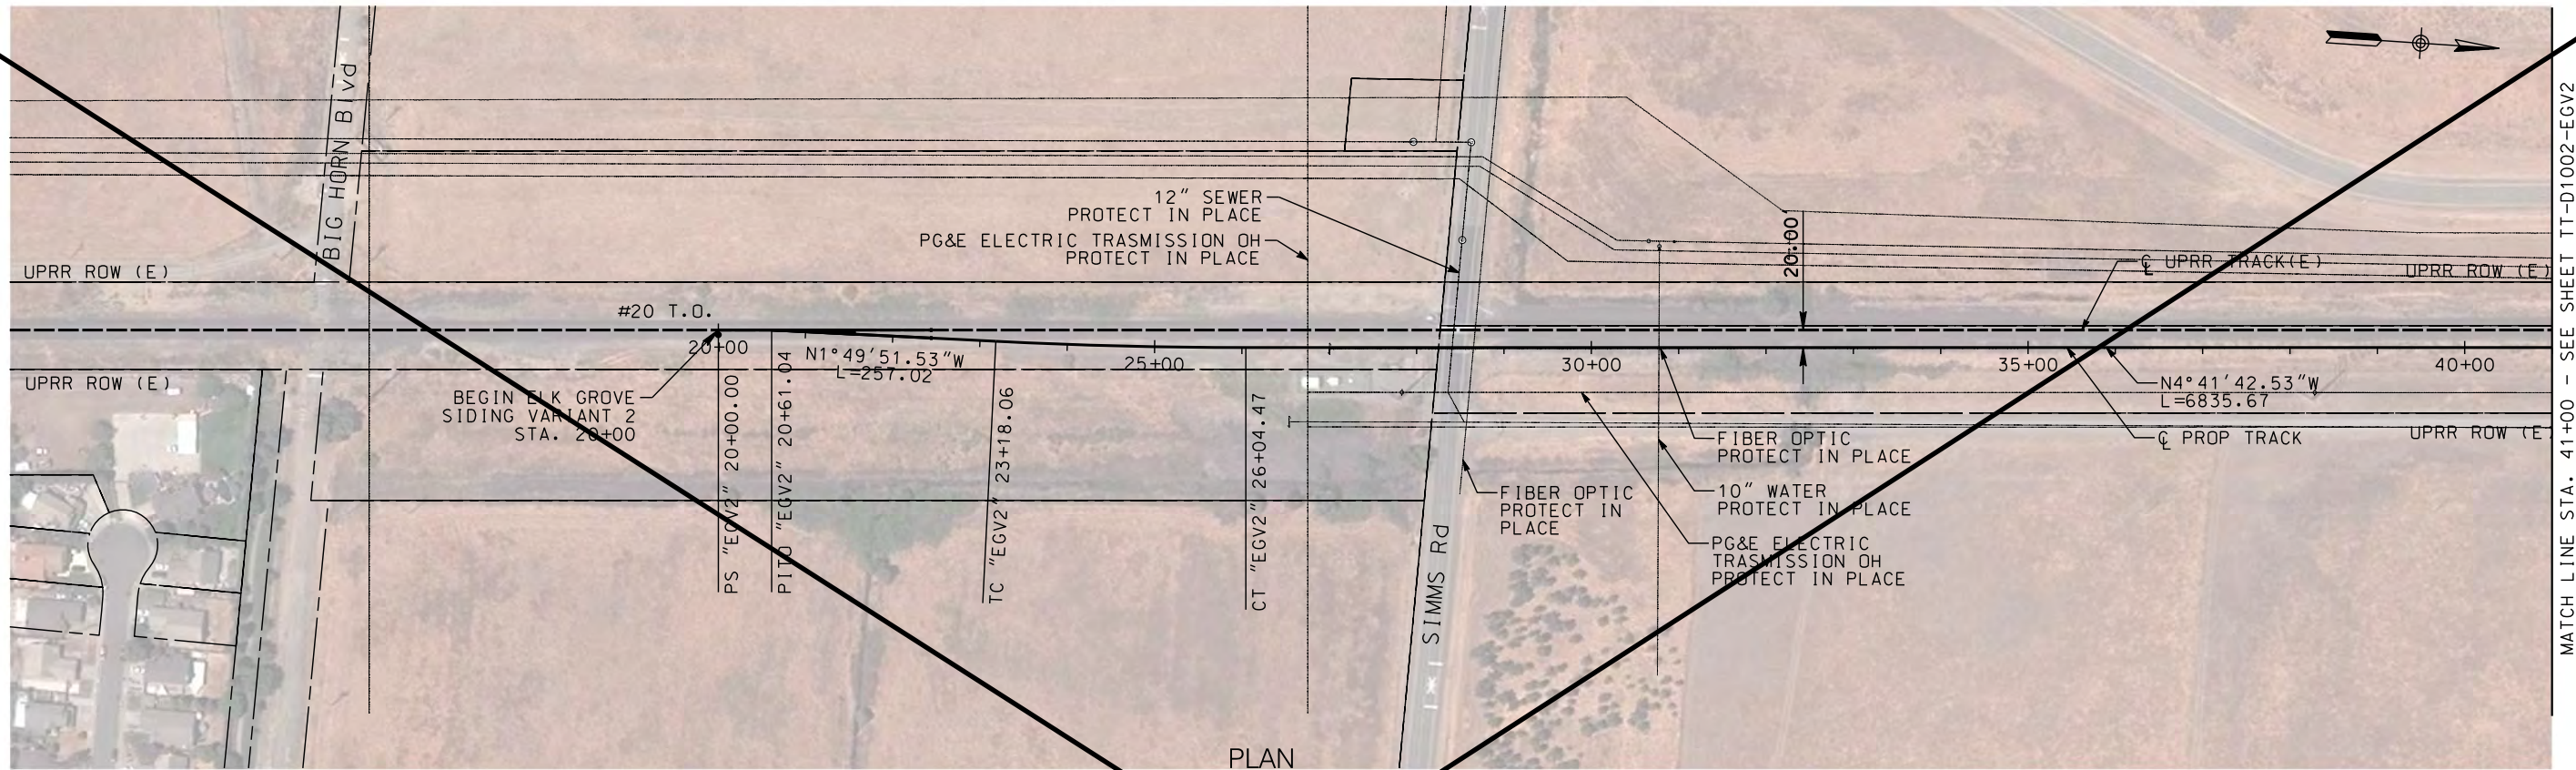 BIG HORN Blvd
12" SEWER
PROTECT IN PLACE
PG&E ELECTRIC TRASMISSION OH
PROTECT IN PLACE
20.00
UPRR ROW (E)
℄ UPRR TRACK(E)
UPRR ROW (E)
#20 T.O.
20+00
N1°49'51.53"W
L=257.02
25+00
30+00
35+00
40+00
UPRR ROW (E)
BEGIN ELK GROVE
SIDING VARIANT 2
STA. 20+00
N4°41'42.53"W
L=6835.67
℄ PROP TRACK
UPRR ROW (E)
PS "EGV2" 20+00.00
PITO "EGV2" 20+61.04
TC "EGV2" 23+18.06
CT "EGV2" 26+04.47
FIBER OPTIC
PROTECT IN PLACE
FIBER OPTIC
PROTECT IN
PLACE
10" WATER
PROTECT IN PLACE
PG&E ELECTRIC
TRASMISSION OH
PROTECT IN PLACE
SIMMS Rd
MATCH LINE STA. 41+00 - SEE SHEET TT-D1002-EGV2
PLAN